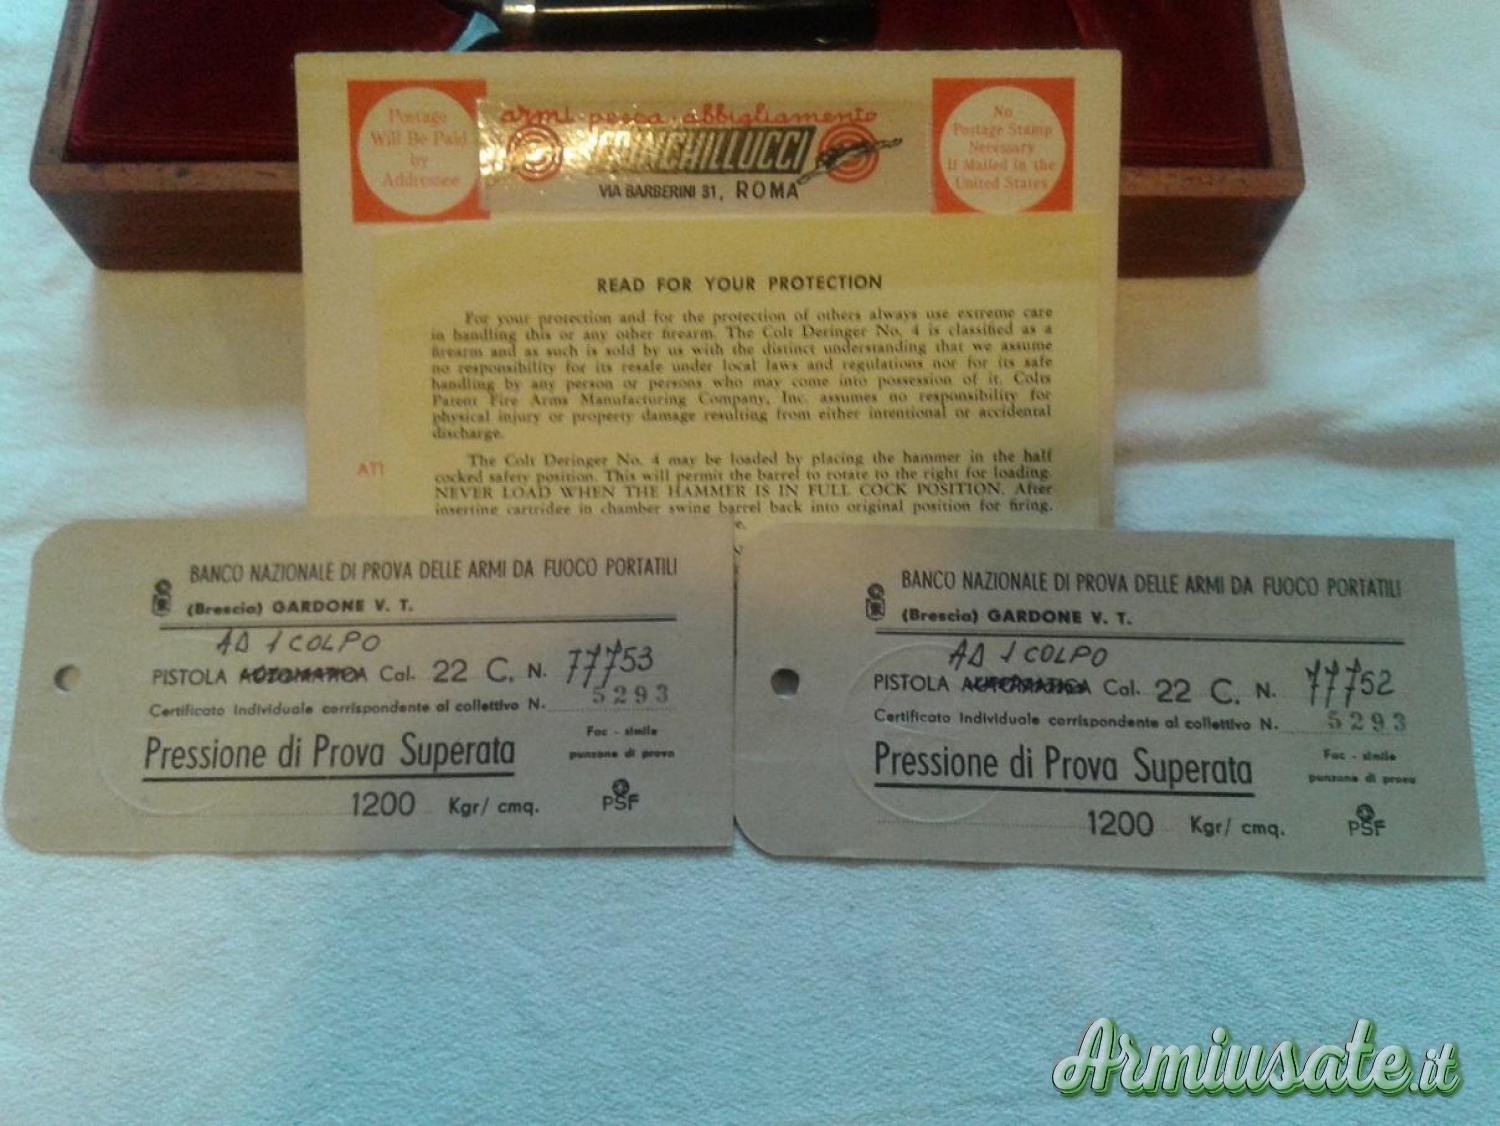 Postage
Will Be Paid
by
Addressee
armi-pesca-abbigliamento
VIA BARBERINI 31, ROMA
No
Postage Stamp
Necessary
If Mailed in the
United States
READ FOR YOUR PROTECTION
For your protection and for the protection of others always use extreme care
in handling this or any other firearm. The Colt Deringer No. 4 is classified as a
firearm and as such is sold by us with the distinct understanding that we assume
no responsibility for its resale under local laws and regulations nor for its safe
handling by any person or persons who may come into possession of it. Colts
Patent Fire Arms Manufacturing Company, Inc. assumes no responsibility for
physical injury or property damage resulting from either intentional or accidental
discharge.
The Colt Deringer No. 4 may be loaded by placing the hammer in the half
cocked safety position. This will permit the barrel to rotate to the right for loading.
NEVER LOAD WHEN THE HAMMER IS IN FULL COCK POSITION. After
inserting cartridge in chamber swing barrel back into original position for firing.
AT1
BANCO NAZIONALE DI PROVA DELLE ARMI DA FUOCO PORTATILI
(Brescia) GARDONE V. T.
AD 1 COLPO
PISTOLA AUTOMATICA Cal. 22 C. N. 77753
Certificato Individuale corrispondente al collettivo N. 5293
Pressione di Prova Superata
Fac - simile
punzone di prova
1200 Kgr/ cmq.
PSF
BANCO NAZIONALE DI PROVA DELLE ARMI DA FUOCO PORTATILI
(Brescia) GARDONE V. T.
AD 1 COLPO
PISTOLA AUTOMATICA Cal. 22 C. N. 77752
Certificato Individuale corrispondente al collettivo N. 5293
Pressione di Prova Superata
Fac - simile
punzone di prova
1200 Kgr/ cmq.
PSF
Armiusate.it